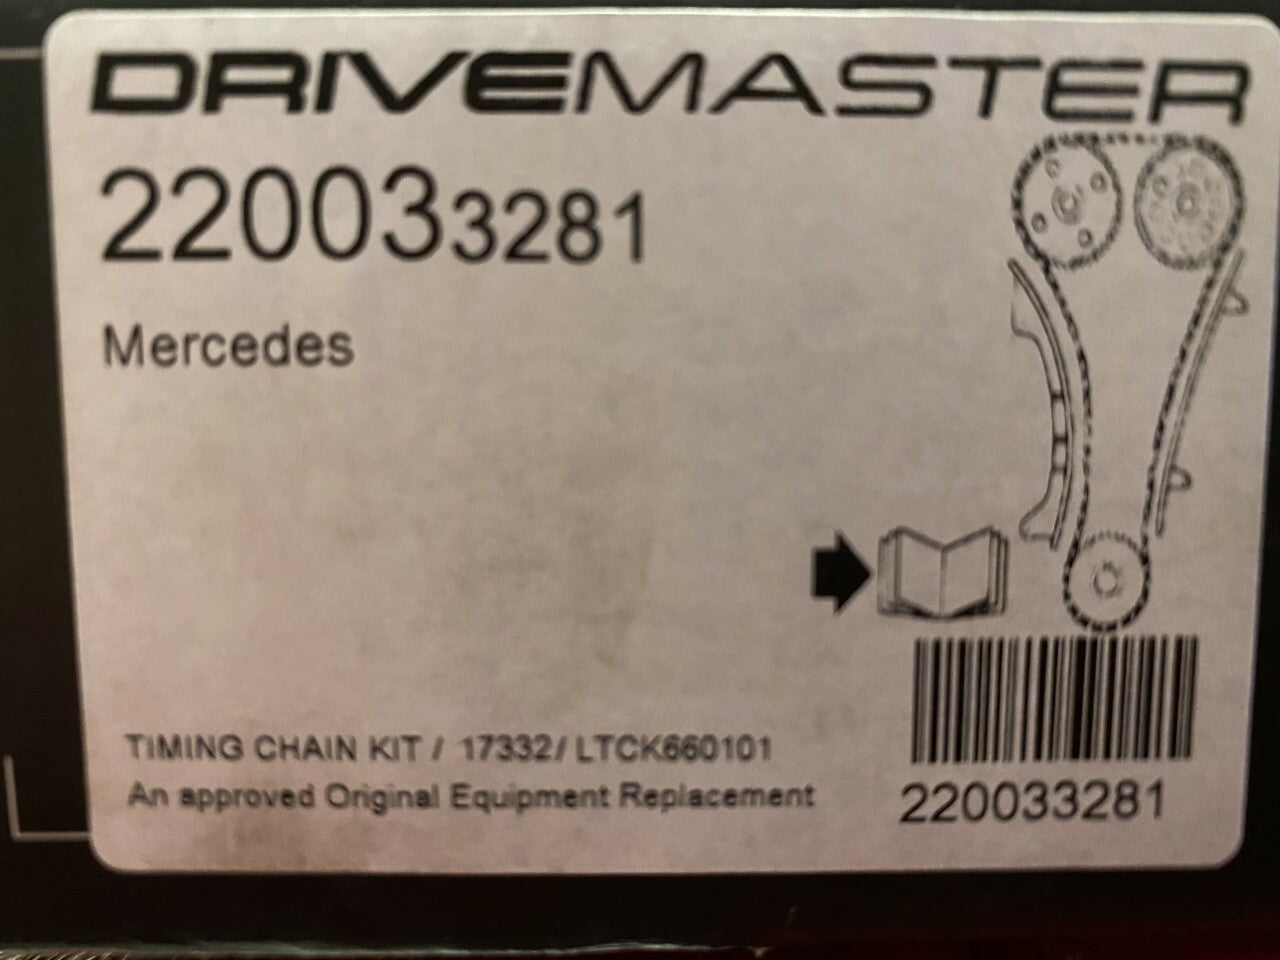 DRIVEMASTER
220033281
Mercedes
TIMING CHAIN KIT / 17332/ LTCK660101
An approved Original Equipment Replacement
220033281